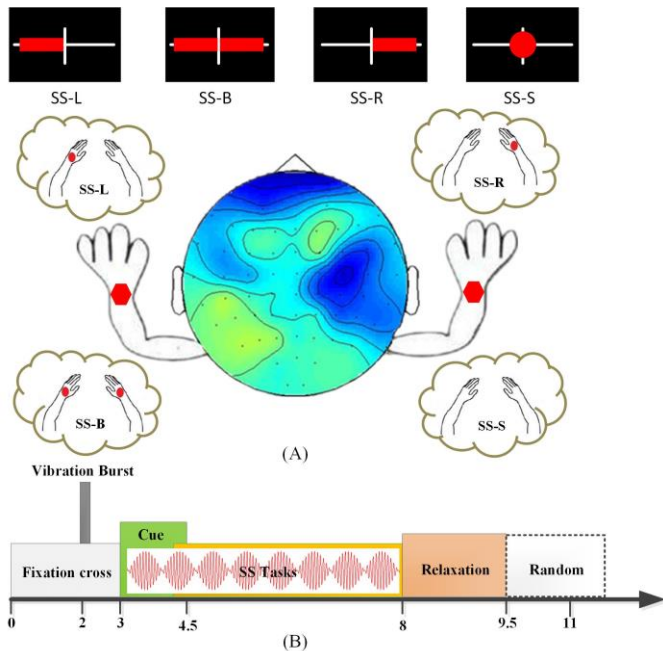 SS-L
SS-B
SS-R
SS-S
SS-L
SS-R
SS-B
SS-S
(A)
Vibration Burst
Cue
Fixation cross
SS Tasks
Relaxation
Random
0
2
3
4.5
8
9.5
11
(B)